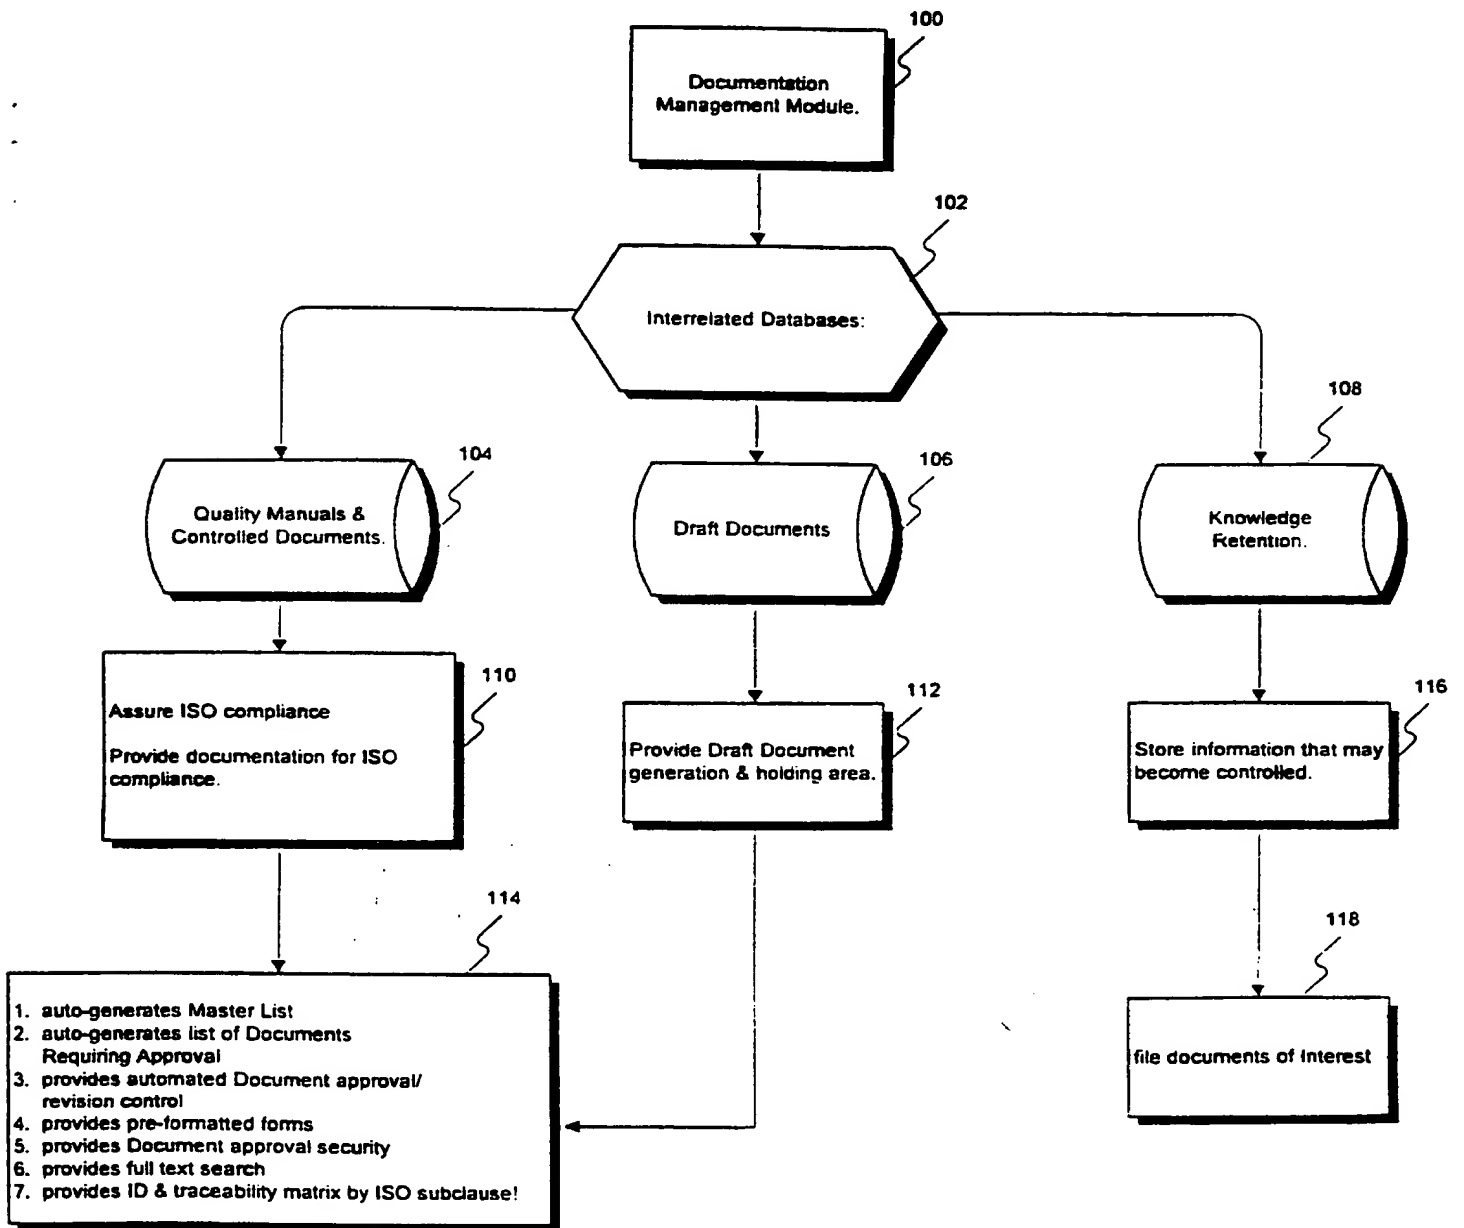 100
Documentation
Management Module.
102
Interrelated Databases:
104
Quality Manuals &
Controlled Documents.
106
Draft Documents
108
Knowledge
Retention.
110
Assure ISO compliance
Provide documentation for ISO
compliance.
112
Provide Draft Document
generation & holding area.
116
Store information that may
become controlled.
114
1. auto-generates Master List
2. auto-generates list of Documents
Requiring Approval
3. provides automated Document approval/
revision control
4. provides pre-formatted forms
5. provides Document approval security
6. provides full text search
7. provides ID & traceability matrix by ISO subclause!
118
file documents of Interest